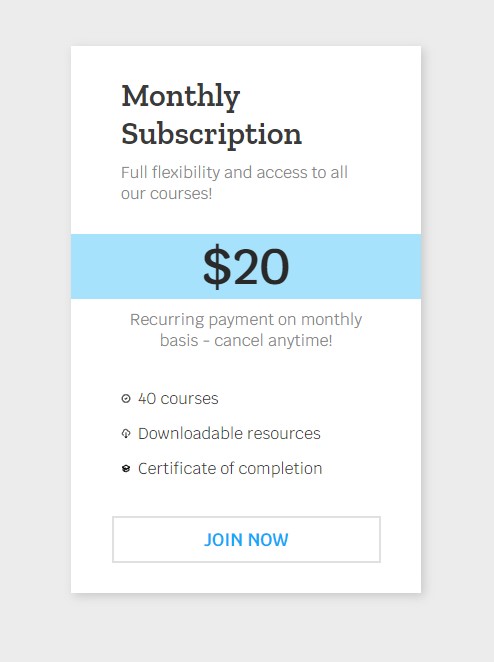 Monthly
Subscription
Full flexibility and access to all
our courses!
$20
Recurring payment on monthly
basis - cancel anytime!
40 courses
Downloadable resources
Certificate of completion
JOIN NOW